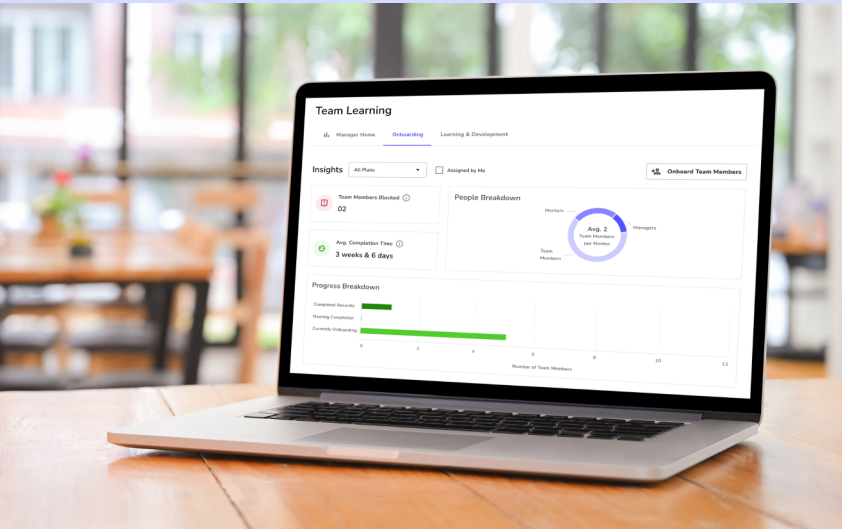 Team Learning
Manager Home Onboarding Learning & Development
Insights All Plans Assigned by Me Onboard Team Members
Team Members Blocked
02
Avg. Completion Time
3 weeks & 6 days
People Breakdown
Mentors
Managers
Avg. 2
Team Members
per Mentor
Team
Members
Progress Breakdown
Completed Recently
Nearing Completion
Currently Onboarding
0 2 4 6 8 10 12
Number of Team Members